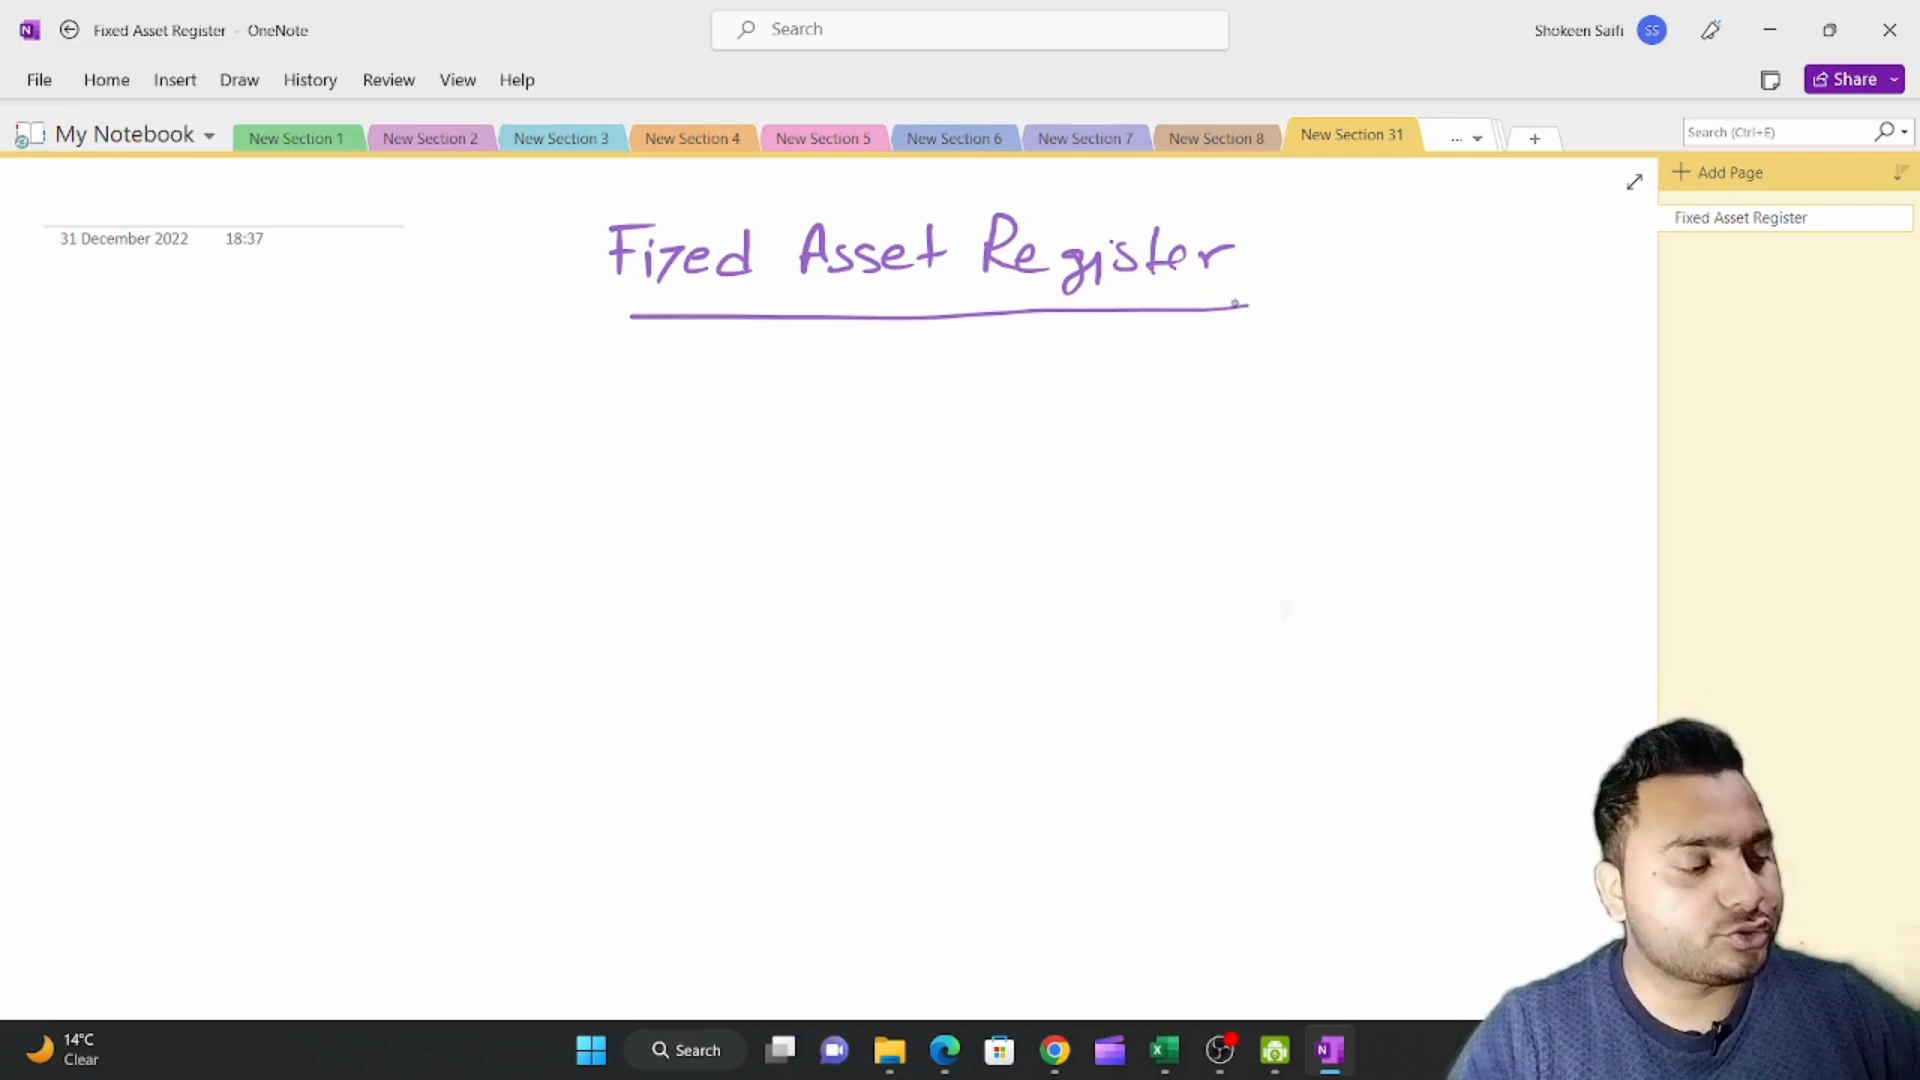 Fixed Asset Register - OneNote
Search
Shokeen Saifi
SS
File Home Insert Draw History Review View Help
Share
My Notebook
New Section 1
New Section 2
New Section 3
New Section 4
New Section 5
New Section 6
New Section 7
New Section 8
New Section 31
...
Search (Ctrl+E)
Add Page
Fixed Asset Register
31 December 2022 18:37
Fixed Asset Register
14°C
Clear
Search